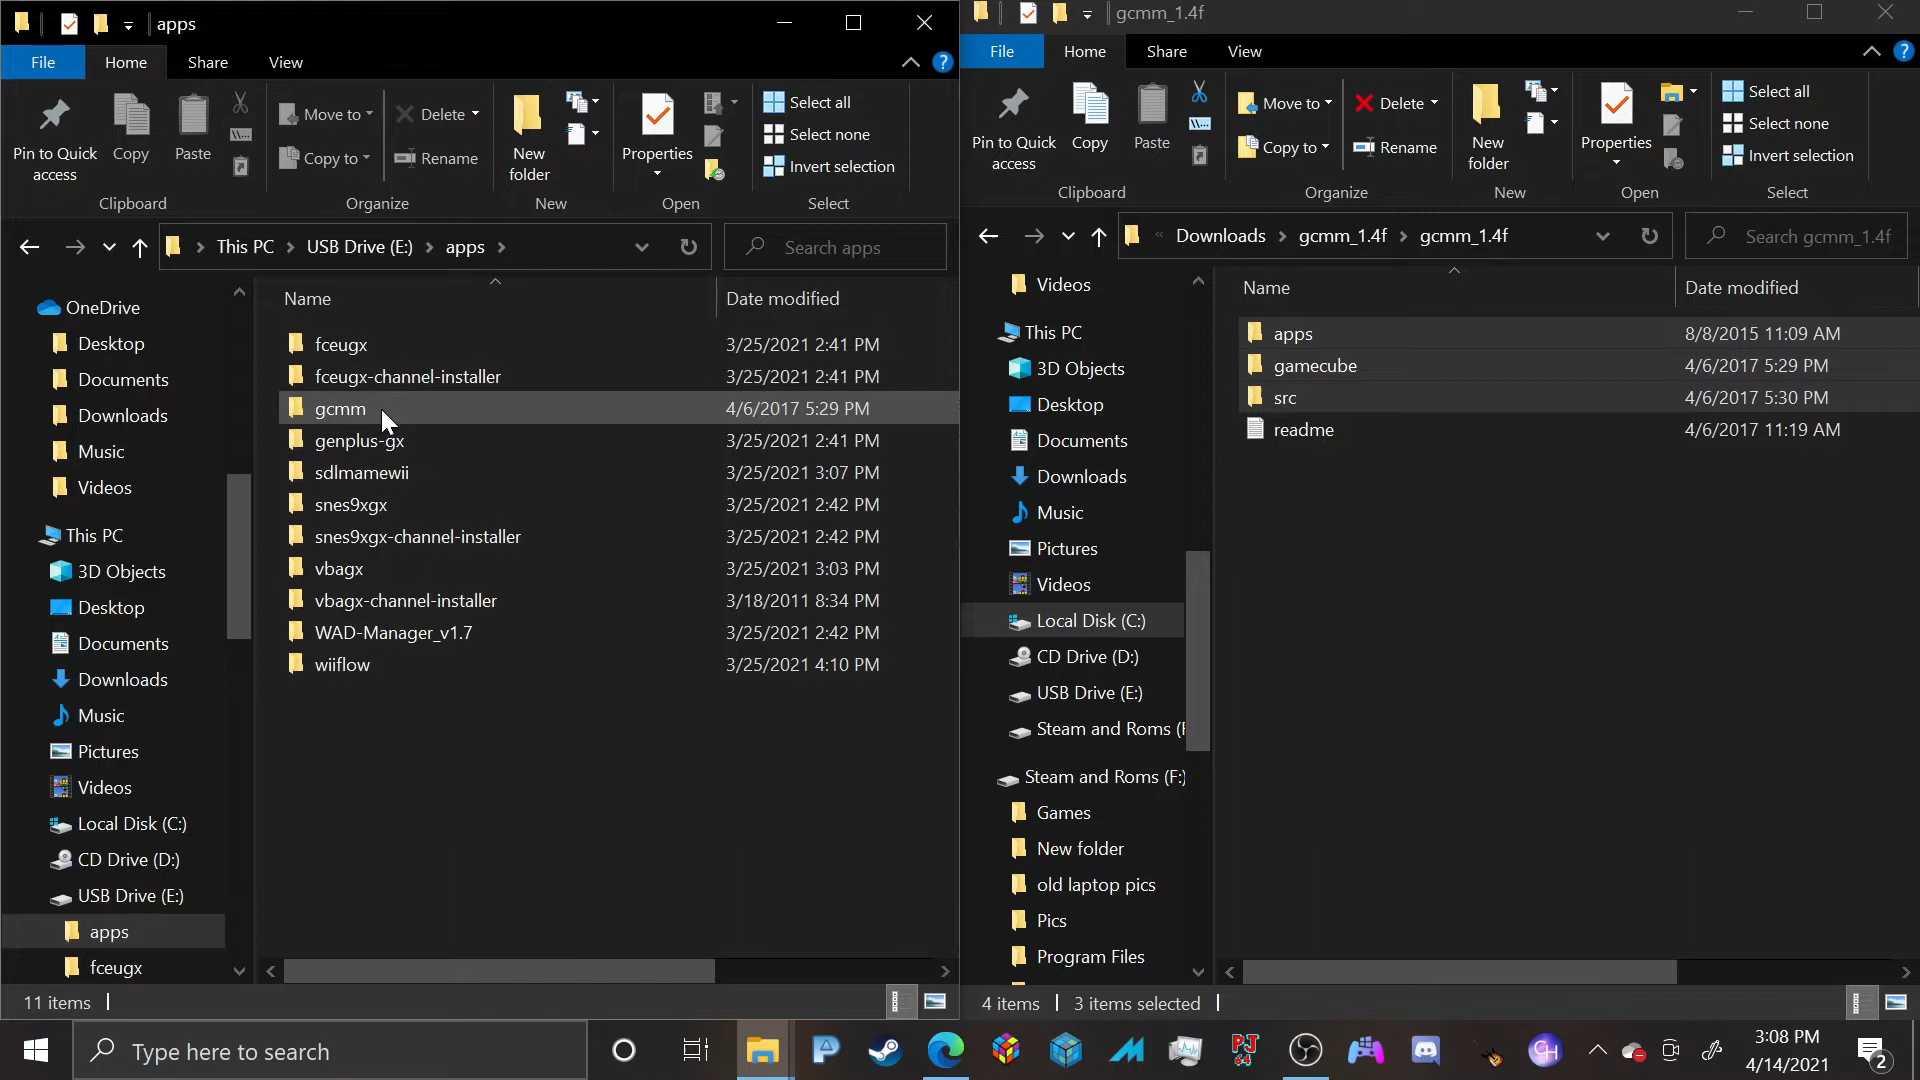 apps
File
Home
Share
View
Pin to Quick
access
Copy
Paste
Clipboard
Move to
Copy to
Delete
Rename
Organize
New
folder
New
Properties
Open
Select all
Select none
Invert selection
Select
This PC
USB Drive (E:)
apps
Search apps
OneDrive
Desktop
Documents
Downloads
Music
Videos
This PC
3D Objects
Desktop
Documents
Downloads
Music
Pictures
Videos
Local Disk (C:)
CD Drive (D:)
USB Drive (E:)
apps
fceugx
Name Date modified
fceugx 3/25/2021 2:41 PM
fceugx-channel-installer 3/25/2021 2:41 PM
gcmm 4/6/2017 5:29 PM
genplus-gx 3/25/2021 2:41 PM
sdlmamewii 3/25/2021 3:07 PM
snes9xgx 3/25/2021 2:42 PM
snes9xgx-channel-installer 3/25/2021 2:42 PM
vbagx 3/25/2021 3:03 PM
vbagx-channel-installer 3/18/2011 8:34 PM
WAD-Manager_v1.7 3/25/2021 2:42 PM
wiiflow 3/25/2021 4:10 PM
11 items
gcmm_1.4f
File
Home
Share
View
Pin to Quick
access
Copy
Paste
Clipboard
Move to
Copy to
Delete
Rename
Organize
New
folder
New
Properties
Open
Select all
Select none
Invert selection
Select
Downloads
gcmm_1.4f
gcmm_1.4f
Search gcmm_1.4f
Videos
This PC
3D Objects
Desktop
Documents
Downloads
Music
Pictures
Videos
Local Disk (C:)
CD Drive (D:)
USB Drive (E:)
Steam and Roms (F
Steam and Roms (F:)
Games
New folder
old laptop pics
Pics
Program Files
Name Date modified
apps 8/8/2015 11:09 AM
gamecube 4/6/2017 5:29 PM
src 4/6/2017 5:30 PM
readme 4/6/2017 11:19 AM
4 items 3 items selected
Type here to search
PJ
64
CH
3:08 PM
4/14/2021
2